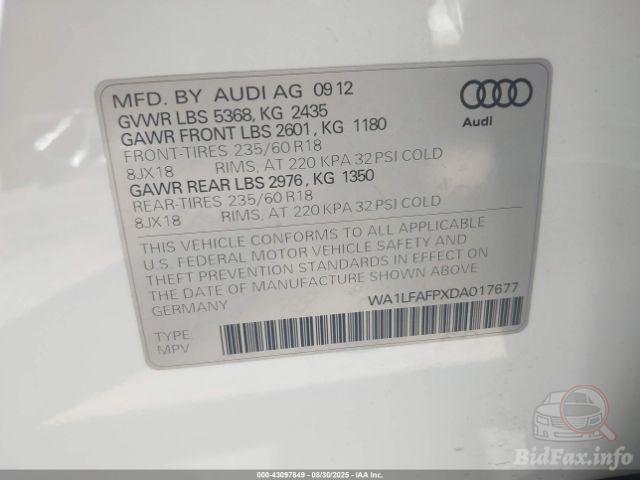 MFD. BY AUDI AG 09 12
GVWR LBS 5368, KG 2435
GAWR FRONT LBS 2601, KG 1180
FRONT-TIRES 235/60 R18
8JX18 RIMS, AT 220 KPA 32 PSI COLD
GAWR REAR LBS 2976, KG 1350
REAR-TIRES 235/60 R18
8JX18 RIMS, AT 220 KPA 32 PSI COLD
Audi
THIS VEHICLE CONFORMS TO ALL APPLICABLE
U.S. FEDERAL MOTOR VEHICLE SAFETY AND
THEFT PREVENTION STANDARDS IN EFFECT ON
THE DATE OF MANUFACTURE SHOWN ABOVE.
GERMANY
WA1LFAFPXDA017677
TYPE:
MPV
BidFax.info
000-43097849 - 08/30/2025 - IAA Inc.